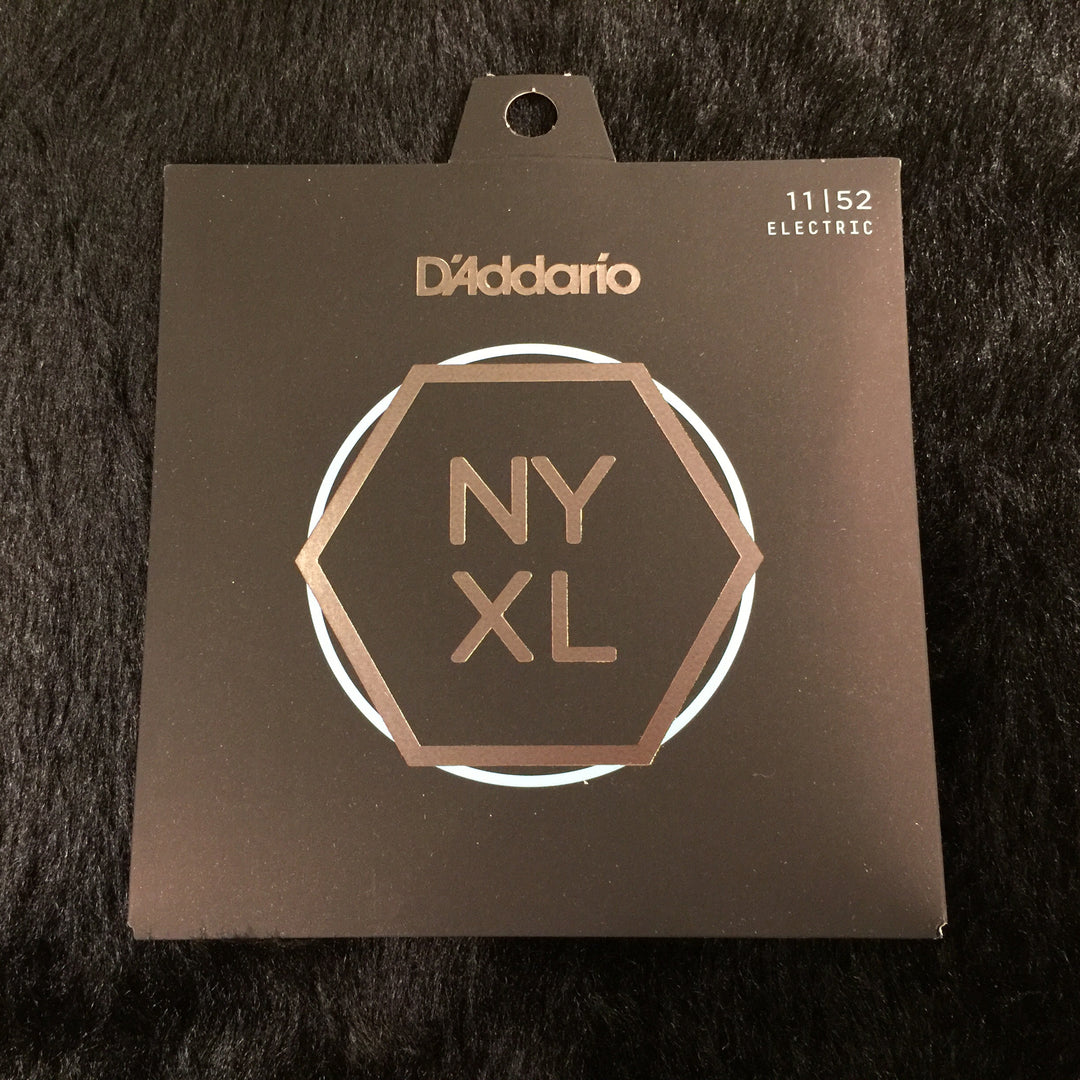 11|52
ELECTRIC
D'Addario
NY
XL